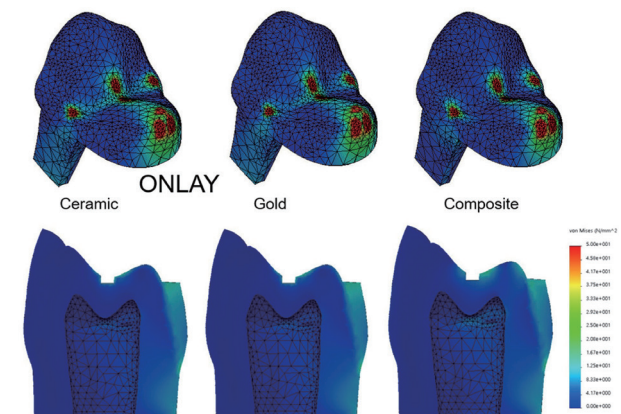 ONLAY
Ceramic
Gold
Composite
von Mises (N/mm^2
5.00e+001
4.58e+001
4.17e+001
3.75e+001
3.33e+001
2.92e+001
2.50e+001
2.08e+001
1.67e+001
1.25e+001
8.33e+000
4.17e+000
0.00e+000